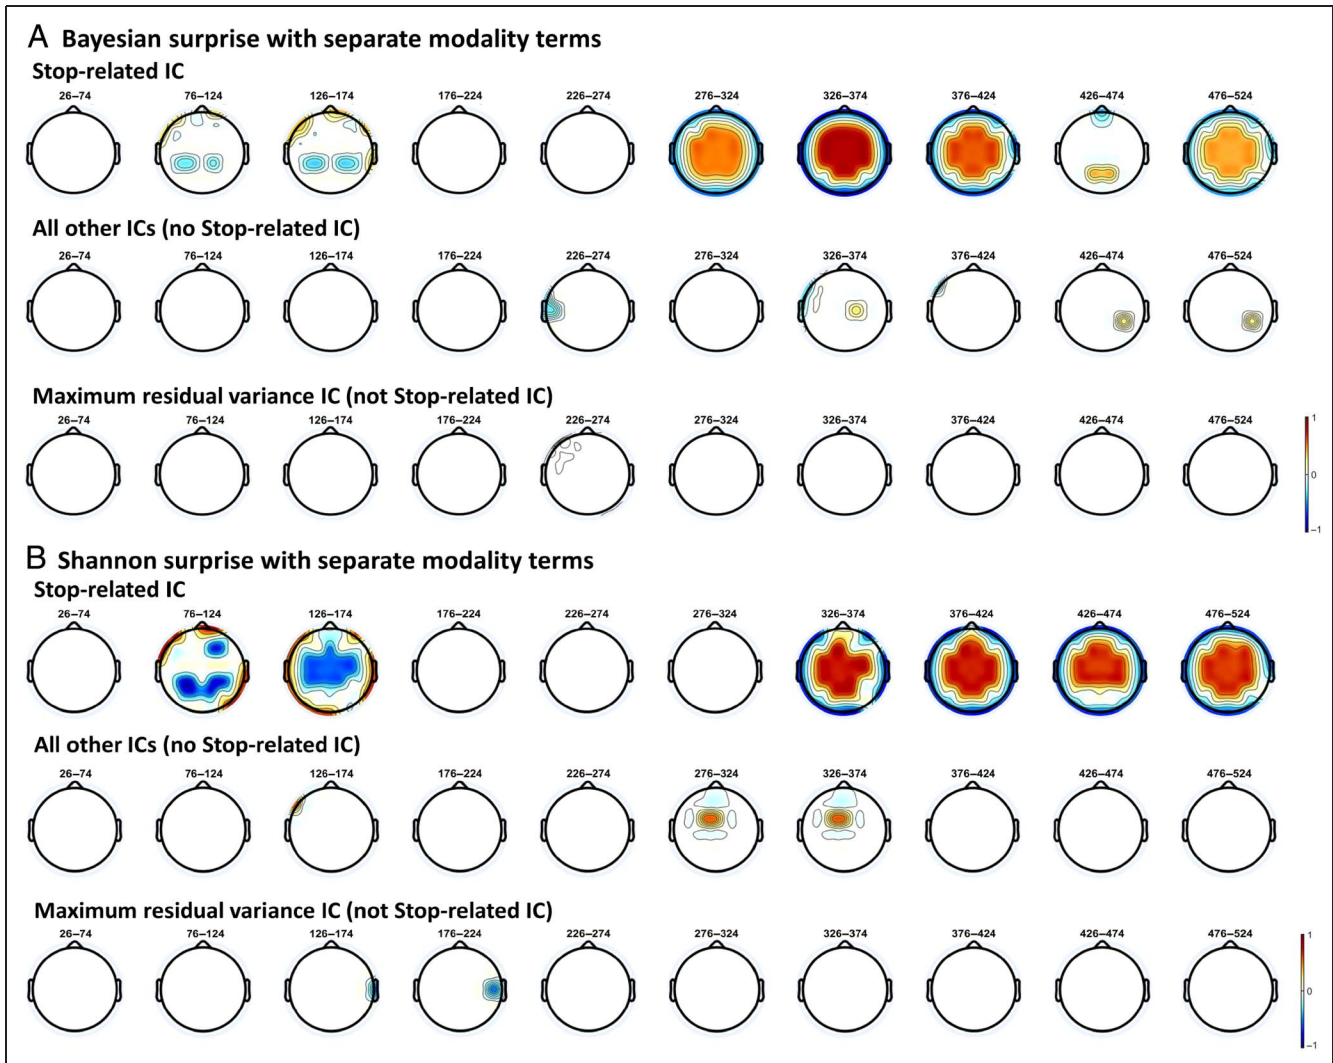 A Bayesian surprise with separate modality terms
Stop-related IC
26–74 76–124 126–174 176–224 226–274 276–324 326–374 376–424 426–474 476–524
All other ICs (no Stop-related IC)
26–74 76–124 126–174 176–224 226–274 276–324 326–374 376–424 426–474 476–524
Maximum residual variance IC (not Stop-related IC)
26–74 76–124 126–174 176–224 226–274 276–324 326–374 376–424 426–474 476–524
1
0
−1
B Shannon surprise with separate modality terms
Stop-related IC
26–74 76–124 126–174 176–224 226–274 276–324 326–374 376–424 426–474 476–524
All other ICs (no Stop-related IC)
26–74 76–124 126–174 176–224 226–274 276–324 326–374 376–424 426–474 476–524
Maximum residual variance IC (not Stop-related IC)
26–74 76–124 126–174 176–224 226–274 276–324 326–374 376–424 426–474 476–524
1
0
−1